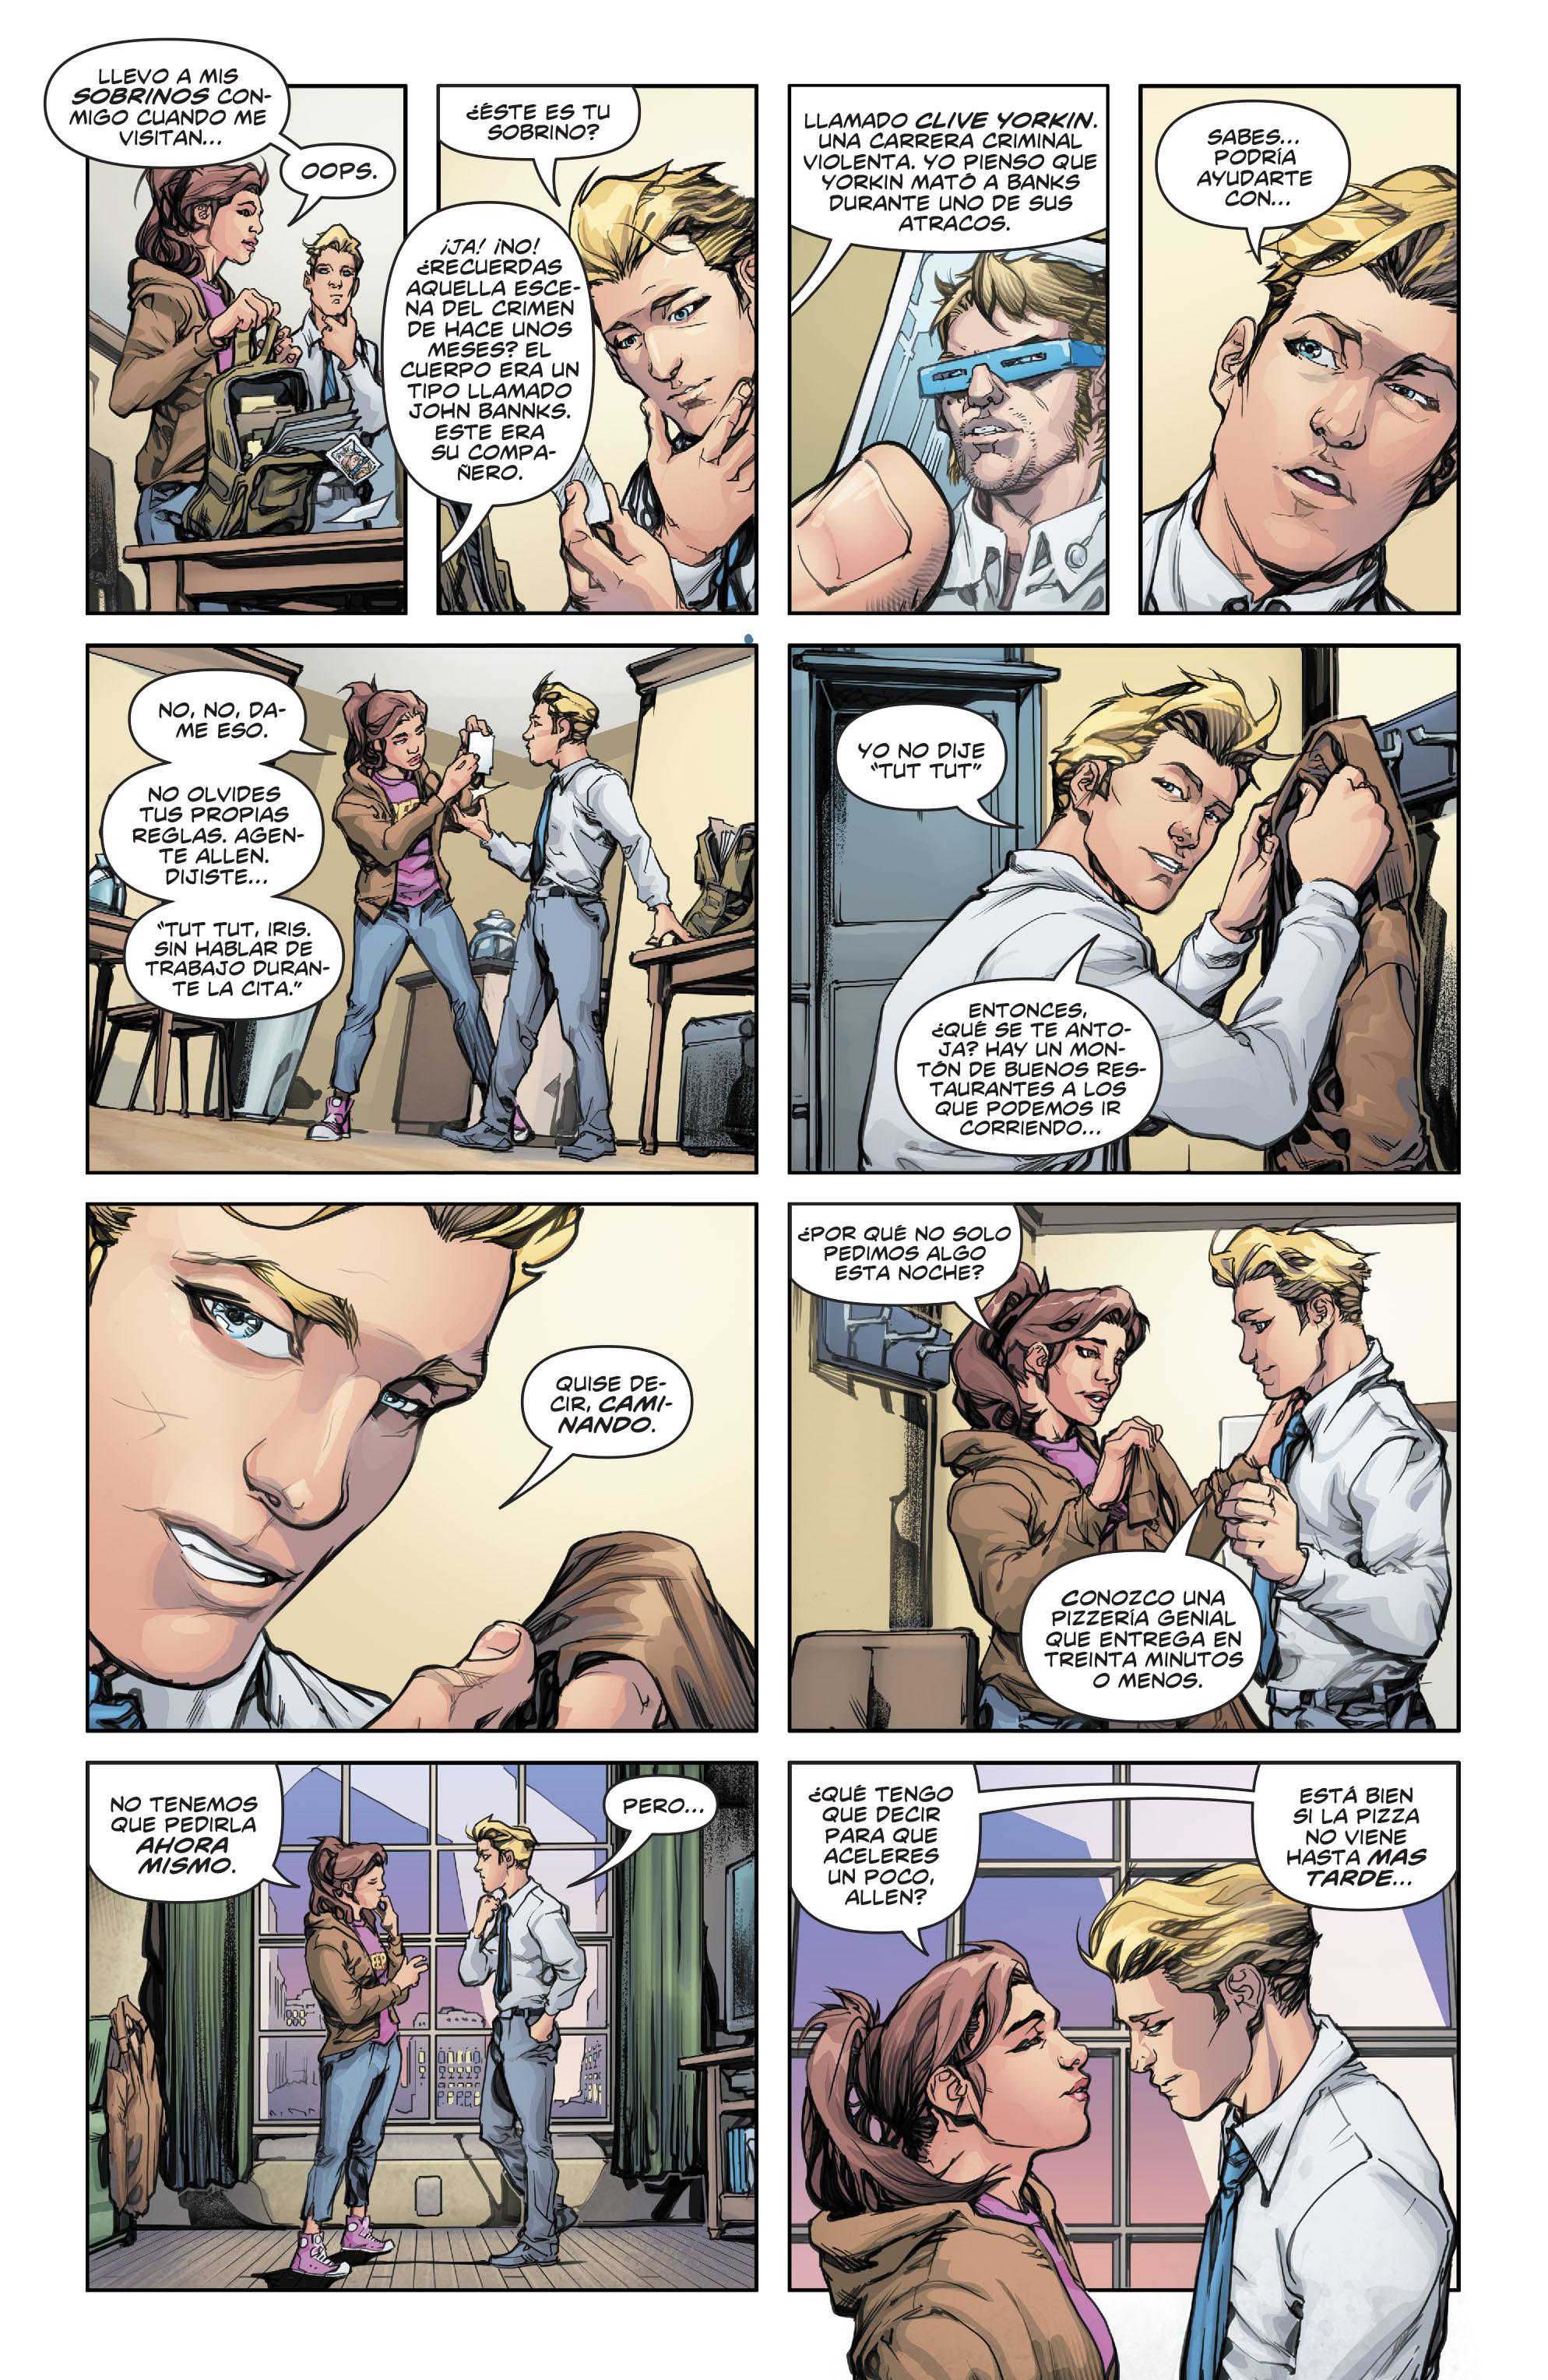 LLEVO A MIS
SOBRINOS CON-
MIGO CUANDO ME
VISITAN...
OOPS.
¿ÉSTE ES TU
SOBRINO?
¡JA! ¡NO!
¿RECUERDAS
AQUELLA ESCE-
NA DEL CRIMEN
DE HACE UNOS
MESES? EL
CUERPO ERA UN
TIPO LLAMADO
JOHN BANNKS.
ESTE ERA
SU COMPA-
ÑERO.
LLAMADO CLIVE YORKIN.
UNA CARRERA CRIMINAL
VIOLENTA. YO PIENSO QUE
YORKIN MATÓ A BANKS
DURANTE UNO DE SUS
ATRACOS.
SABES...
PODRÍA
AYUDARTE
CON...
NO, NO, DA-
ME ESO.
NO OLVIDES
TUS PROPIAS
REGLAS. AGEN-
TE ALLEN.
DIJISTE...
"TUT TUT, IRIS.
SIN HABLAR DE
TRABAJO DURAN-
TE LA CITA."
YO NO DIJE
"TUT TUT"
ENTONCES,
¿QUÉ SE TE ANTO-
JA? HAY UN MON-
TÓN DE BUENOS RES-
TAURANTES A LOS
QUE PODEMOS IR
CORRIENDO...
QUISE DE-
CIR, CAMI-
NANDO.
¿POR QUÉ NO SOLO
PEDIMOS ALGO
ESTA NOCHE?
CONOZCO UNA
PIZZERÍA GENIAL
QUE ENTREGA EN
TREINTA MINUTOS
O MENOS.
NO TENEMOS
QUE PEDIRLA
AHORA
MISMO.
PERO...
¿QUÉ TENGO
QUE DECIR
PARA QUE
ACELERES
UN POCO,
ALLEN?
ESTÁ BIEN
SI LA PIZZA
NO VIENE
HASTA MAS
TARDE...